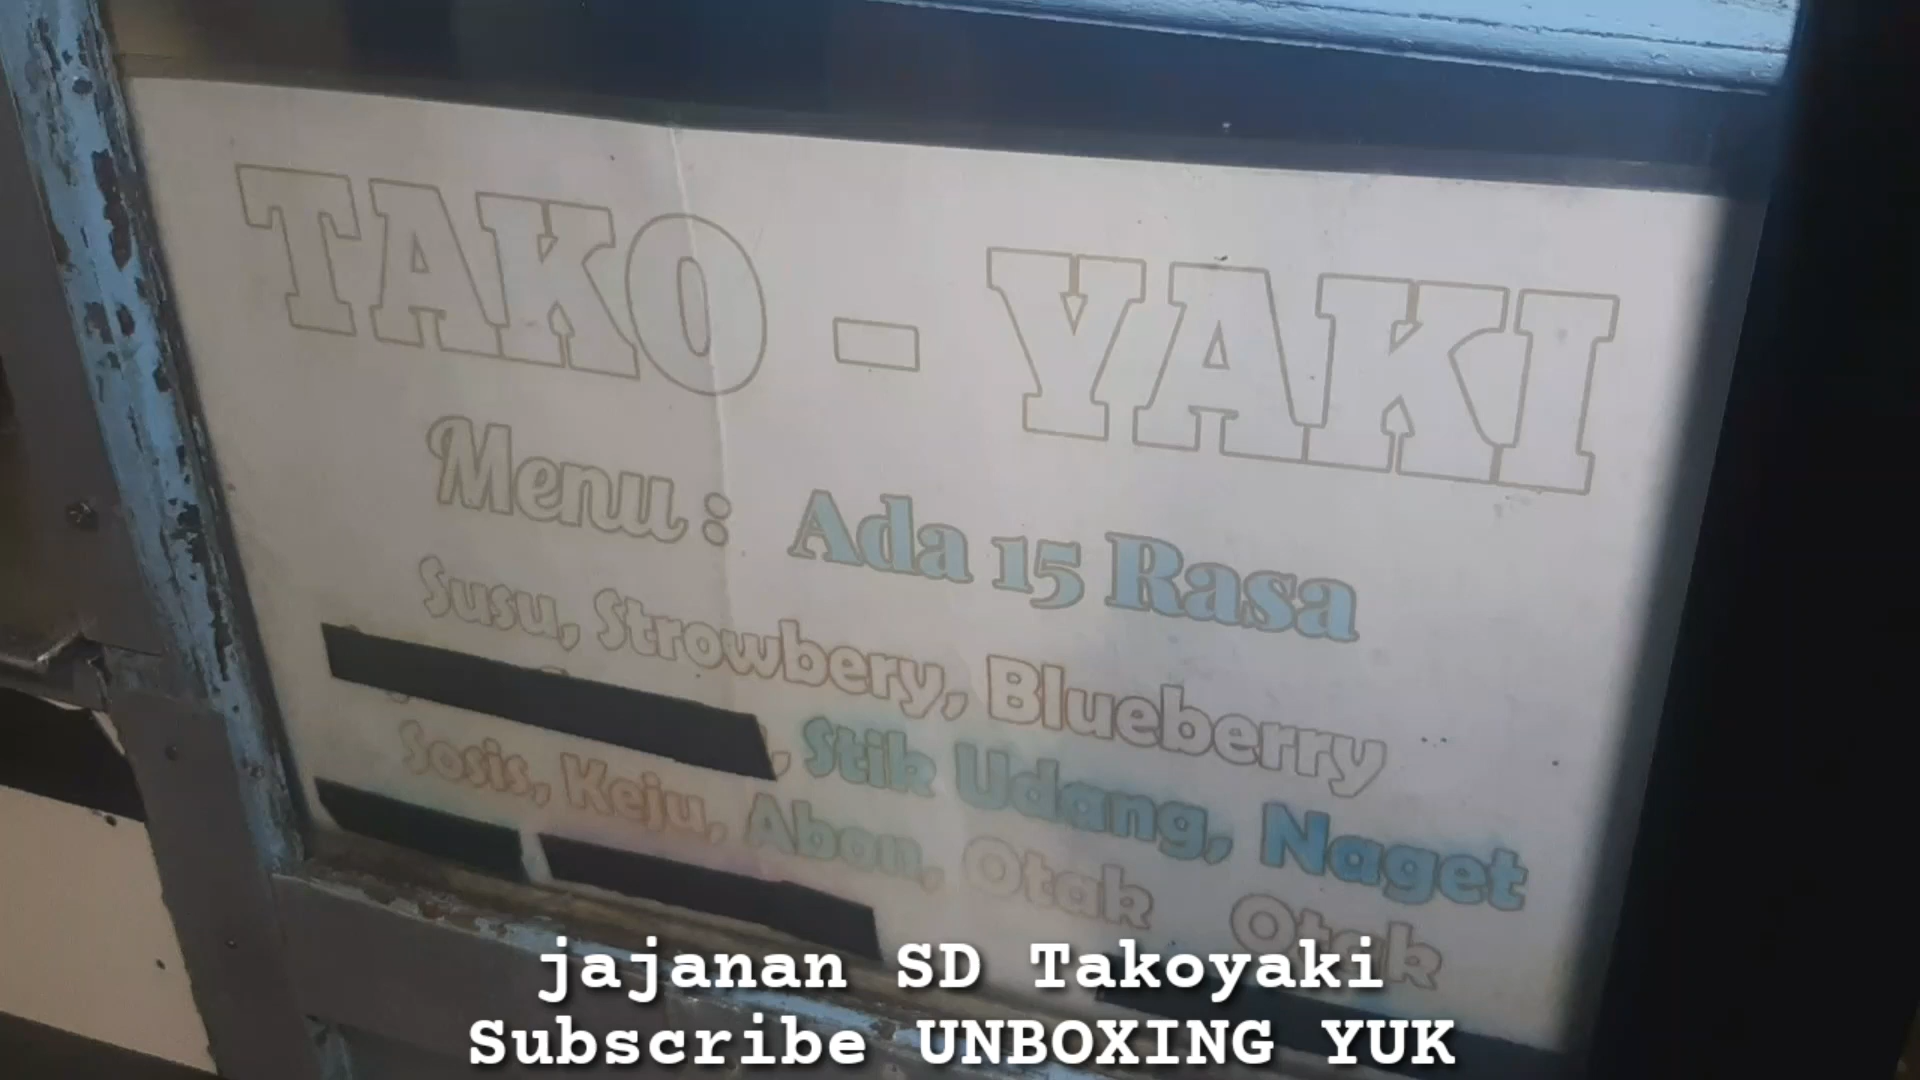 TAKO - YAKI
Menu : Ada 15 Rasa
Susu, Strowbery, Blueberry
, Stik Udang, Naget
Sosis, Keju, Abon, Otak Otak
jajanan SD Takoyaki
Subscribe UNBOXING YUK